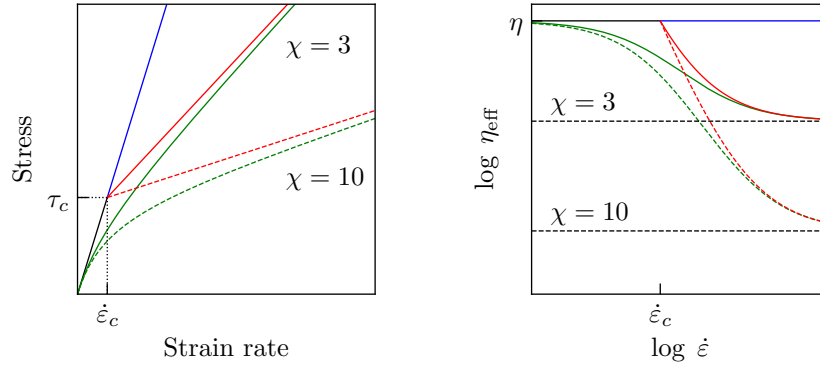 χ = 3
χ = 10
τ_c
ε̇_c
Stress
Strain rate
η
χ = 3
χ = 10
ε̇_c
log η_eff
log ε̇